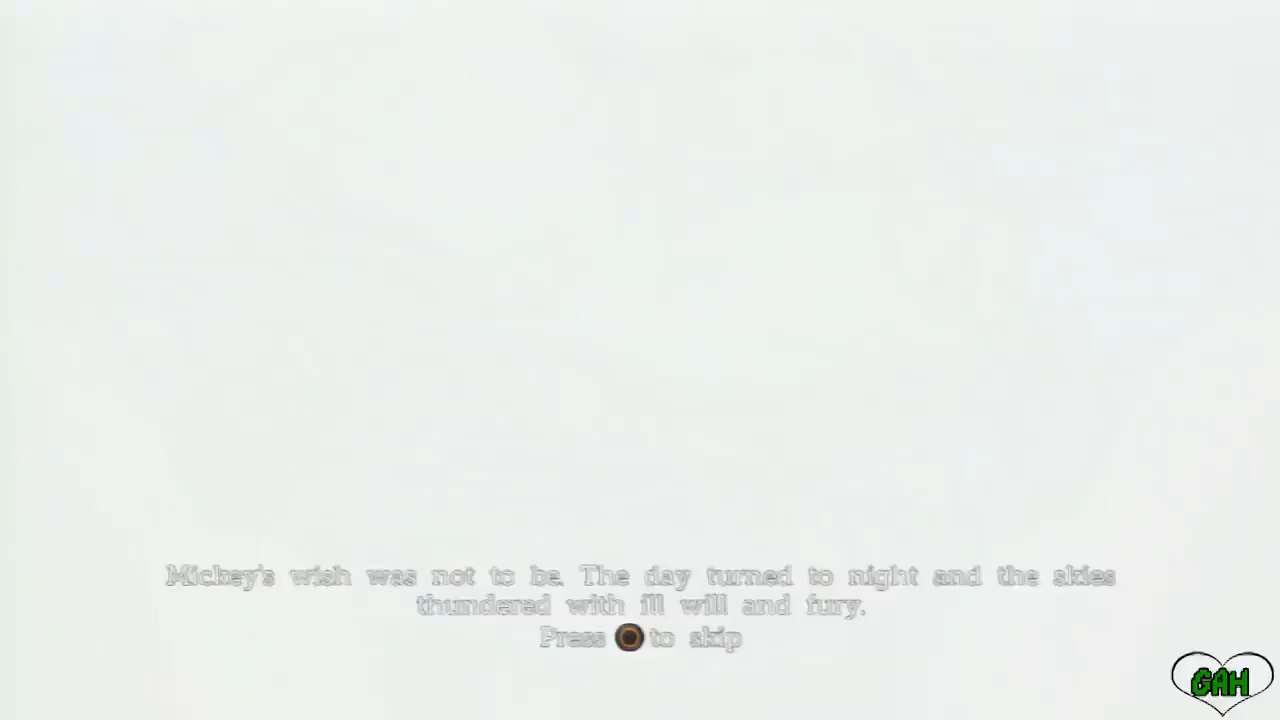 Mickey's wish was not to be. The day turned to night and the skies
thundered with ill will and fury.
Press to skip
GAH